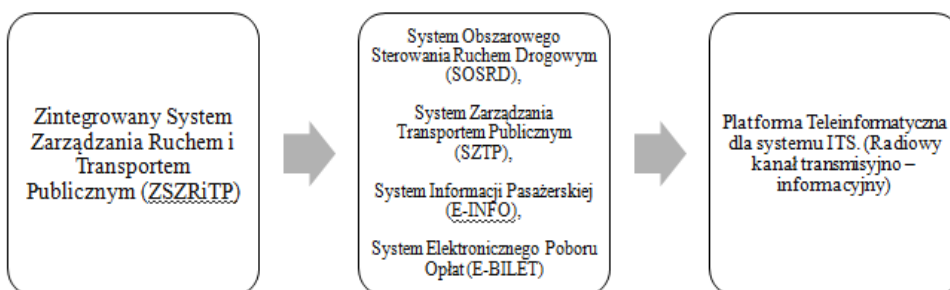 Zintegrowany System
Zarządzania Ruchem i
Transportem
Publicznym (ZSZRiTP)
System Obszarowego
Sterowania Ruchem Drogowym
(SOSRD),
System Zarządzania
Transportem Publicznym
(SZTP),
System Informacji Pasażerskiej
(E-INFO),
System Elektronicznego Poboru
Opłat (E-BILET)
Platforma Teleinformatyczna
dla systemu ITS. (Radiowy
kanał transmisyjno –
informacyjny)